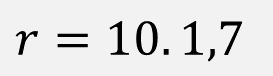 r = 10. 1,7